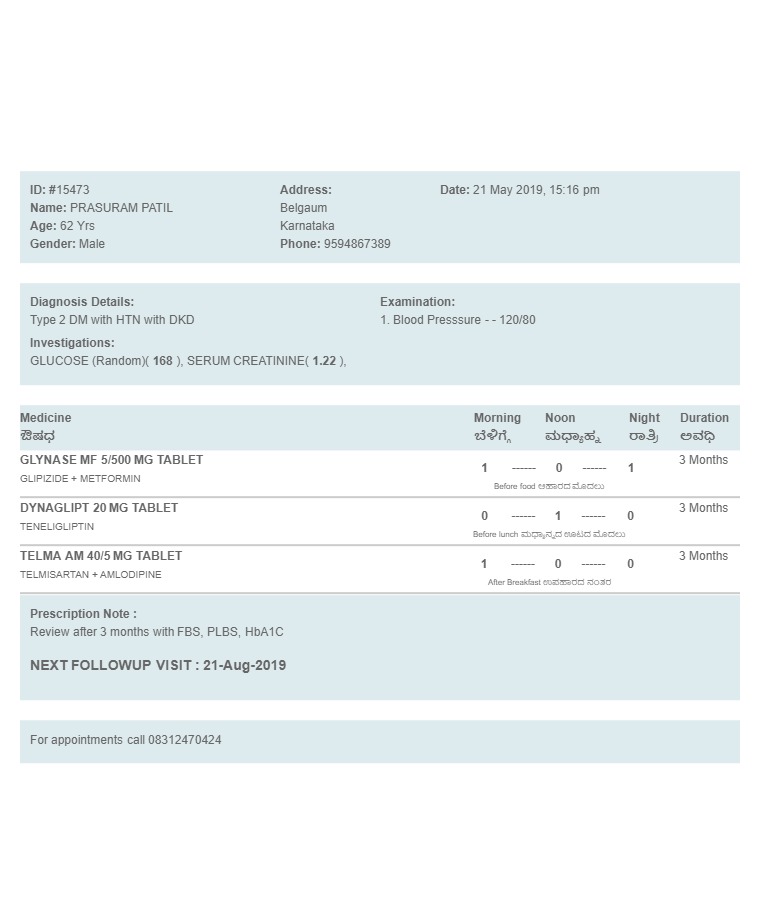 ID: #15473
Name: PRASURAM PATIL
Age: 62 Yrs
Gender: Male
Address:
Belgaum
Karnataka
Phone: 9594867389
Date: 21 May 2019, 15:16 pm
Diagnosis Details:
Type 2 DM with HTN with DKD
Investigations:
GLUCOSE (Random)( 168 ), SERUM CREATININE( 1.22 ),
Examination:
1. Blood Presssure - - 120/80
Medicine Morning Noon Night Duration
ಔಷಧ ಬೆಳಿಗ್ಗೆ ಮಧ್ಯಾಹ್ನ ರಾತ್ರಿ ಅವಧಿ
GLYNASE MF 5/500 MG TABLET 1 ------ 0 ------ 1 3 Months
GLIPIZIDE + METFORMIN
Before food ಆಹಾರದ ಮೊದಲು
DYNAGLIPT 20 MG TABLET 0 ------ 1 ------ 0 3 Months
TENELIGLIPTIN
Before lunch ಮಧ್ಯಾನ್ನದ ಊಟದ ಮೊದಲು
TELMA AM 40/5 MG TABLET 1 ------ 0 ------ 0 3 Months
TELMISARTAN + AMLODIPINE
After Breakfast ಉಪಹಾರದ ನಂತರ
Prescription Note :
Review after 3 months with FBS, PLBS, HbA1C
NEXT FOLLOWUP VISIT : 21-Aug-2019
For appointments call 08312470424